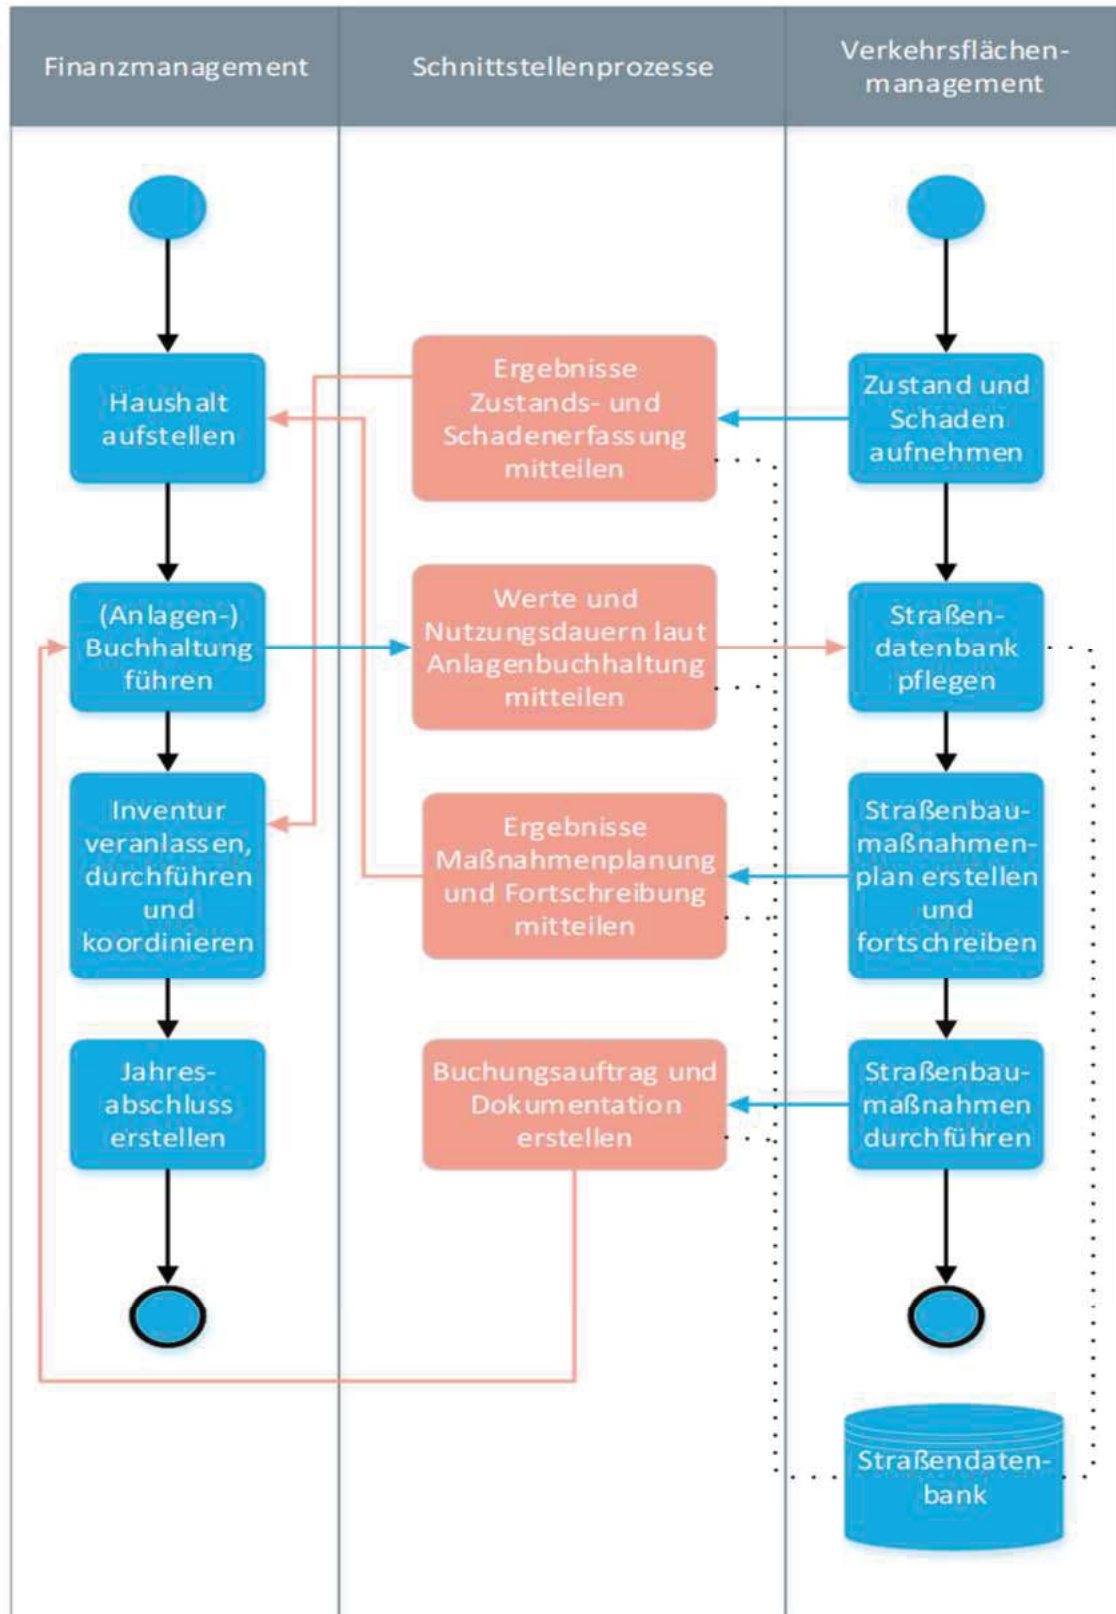 Finanzmanagement
Schnittstellenprozesse
Verkehrsflächen-
management
Haushalt
aufstellen
Ergebnisse
Zustands- und
Schadenerfassung
mitteilen
Zustand und
Schaden
aufnehmen
(Anlagen-)
Buchhaltung
führen
Werte und
Nutzungsdauern laut
Anlagenbuchhaltung
mitteilen
Straßen-
datenbank
pflegen
Inventur
veranlassen,
durchführen
und
koordinieren
Ergebnisse
Maßnahmenplanung
und Fortschreibung
mitteilen
Straßenbau-
maßnahmen-
plan erstellen
und
fortschreiben
Jahres-
abschluss
erstellen
Buchungsauftrag und
Dokumentation
erstellen
Straßenbau-
maßnahmen
durchführen
Straßendaten-
bank